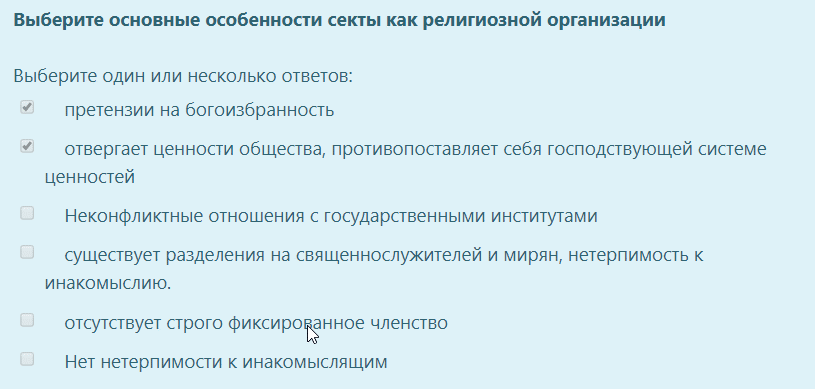 Выберите основные особенности секты как религиозной организации
Выберите один или несколько ответов:
претензии на богоизбранность
отвергает ценности общества, противопоставляет себя господствующей системе
ценностей
Неконфликтные отношения с государственными институтами
существует разделения на священнослужителей и мирян, нетерпимость к
инакомыслию.
отсутствует строго фиксированное членство
Нет нетерпимости к инакомыслящим